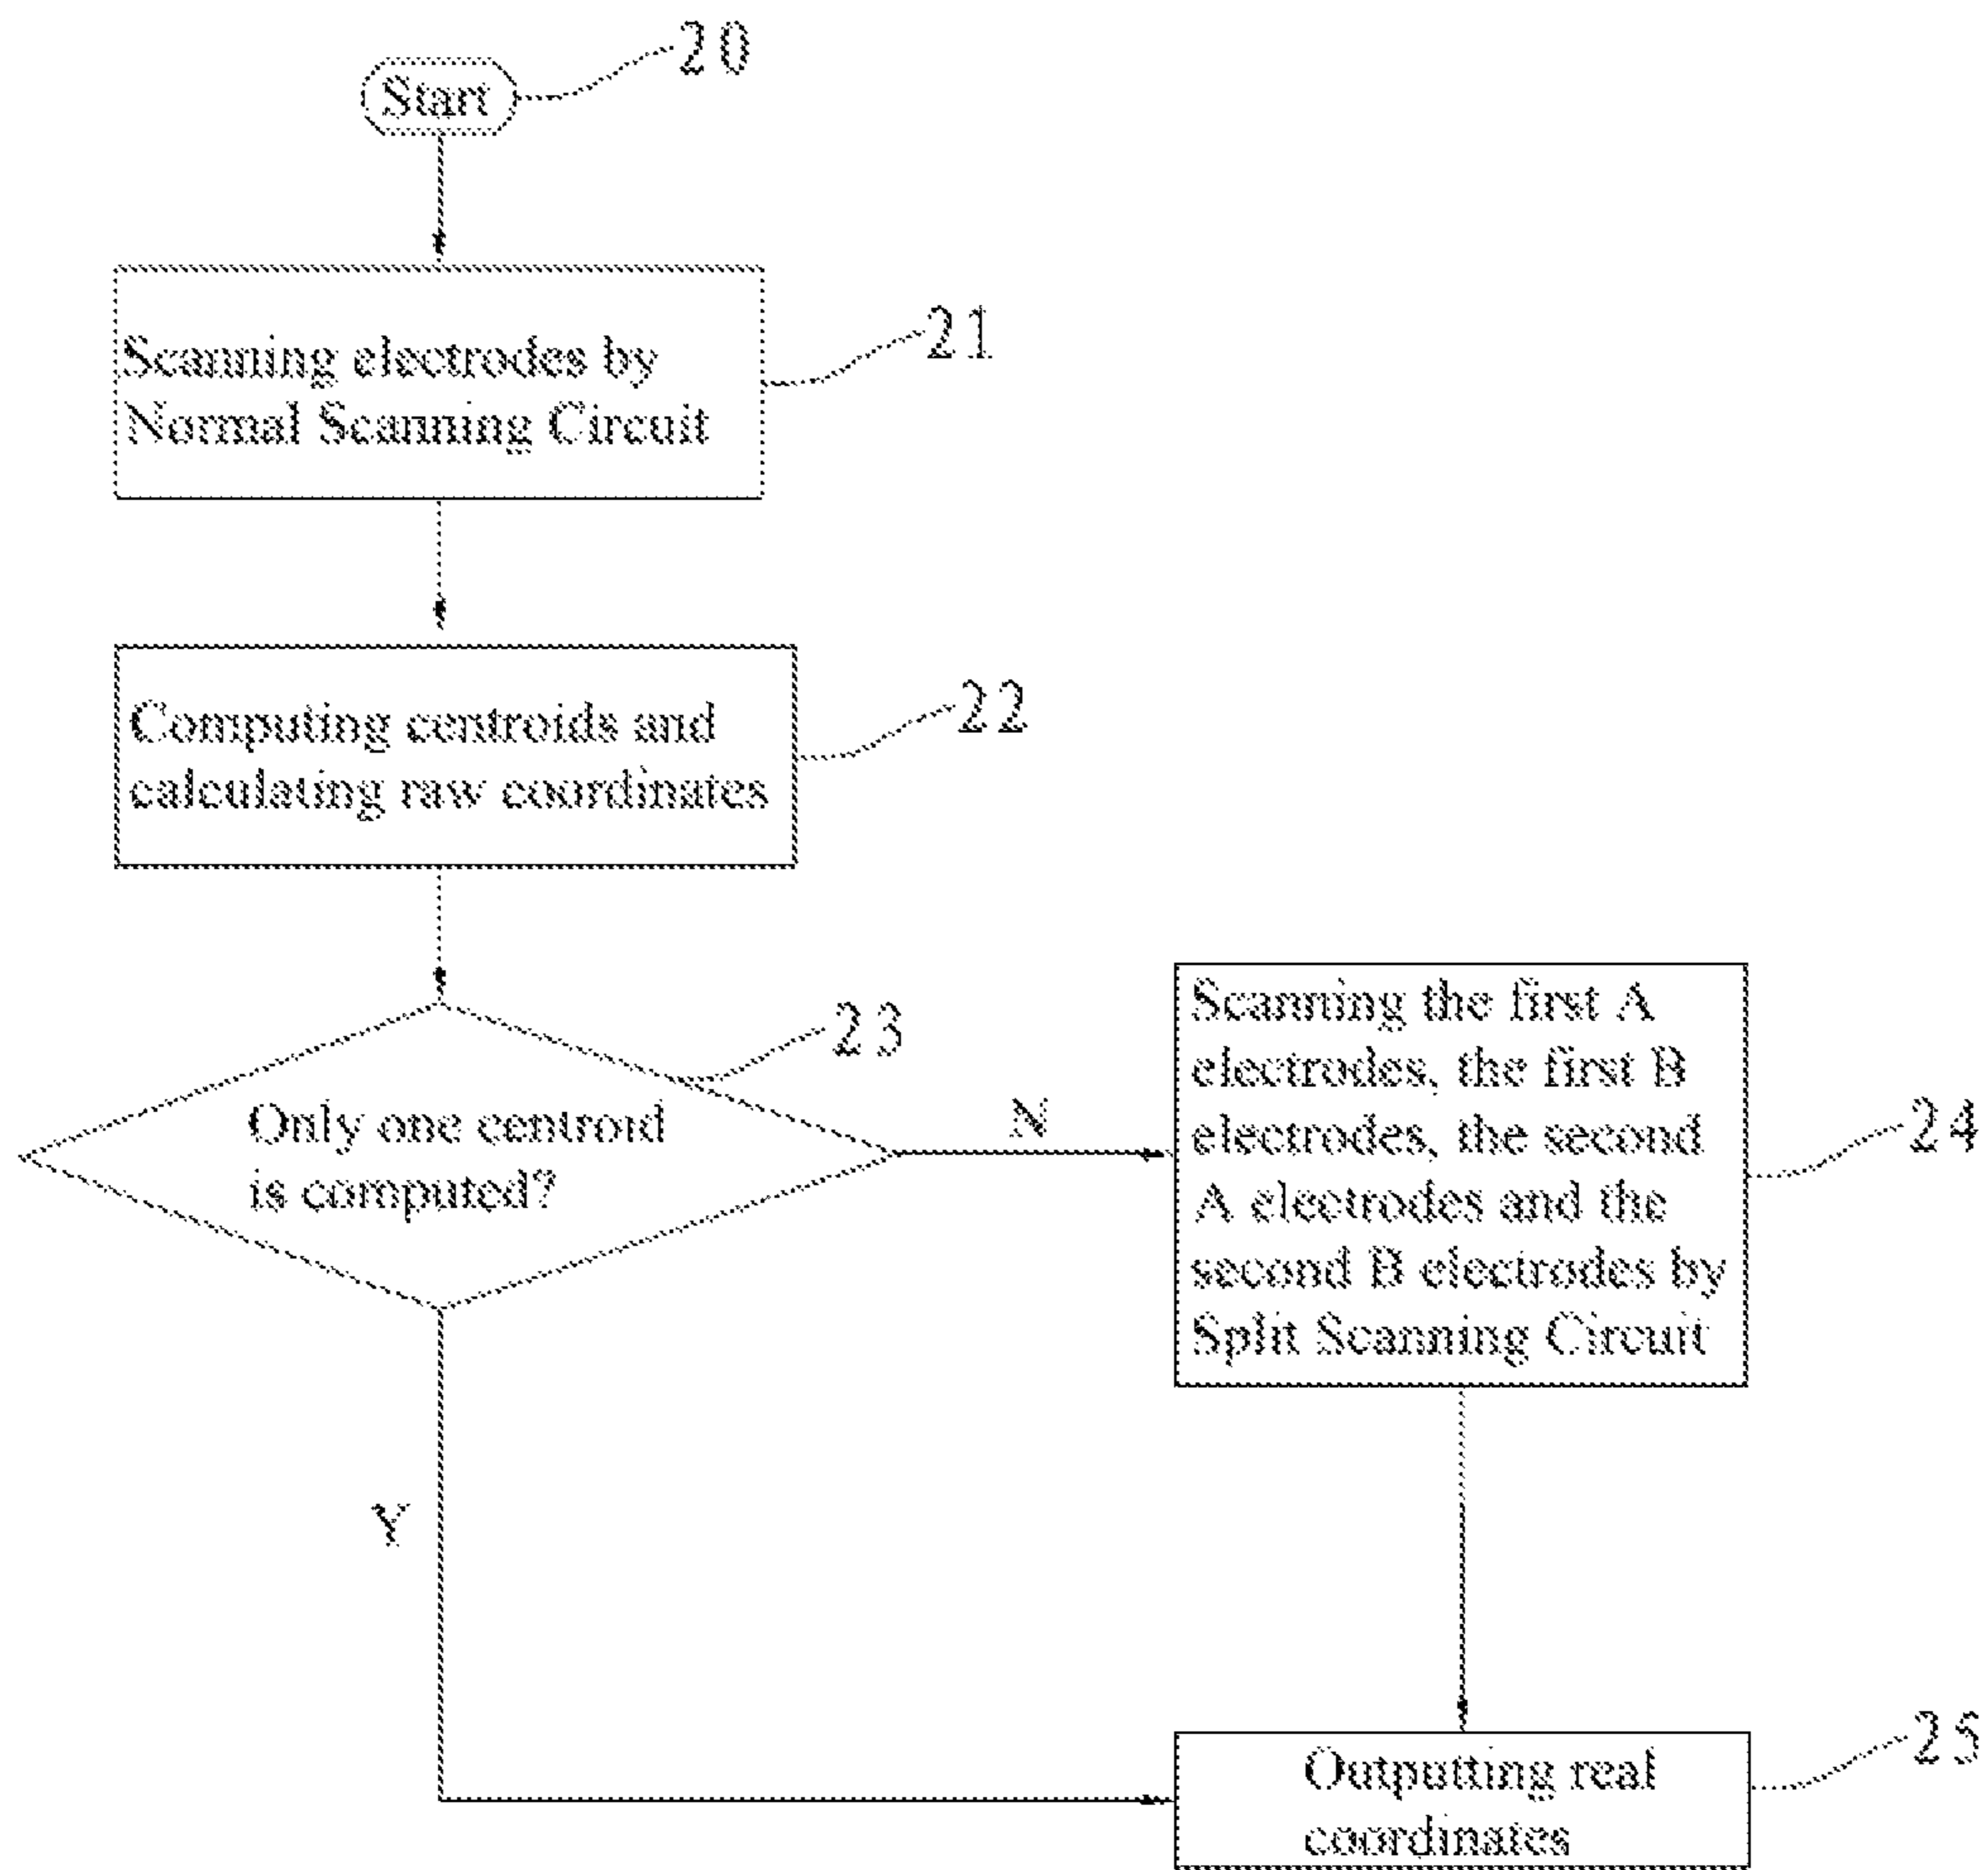 20
Start
21
Scanning electrodes by
Normal Scanning Circuit
22
Computing centroids and
calculating raw coordinates
23
Only one centroid
is computed?
N
Y
24
Scanning the first A
electrodes, the first B
electrodes, the second
A electrodes and the
second B electrodes by
Split Scanning Circuit
25
Outputting real
coordinates